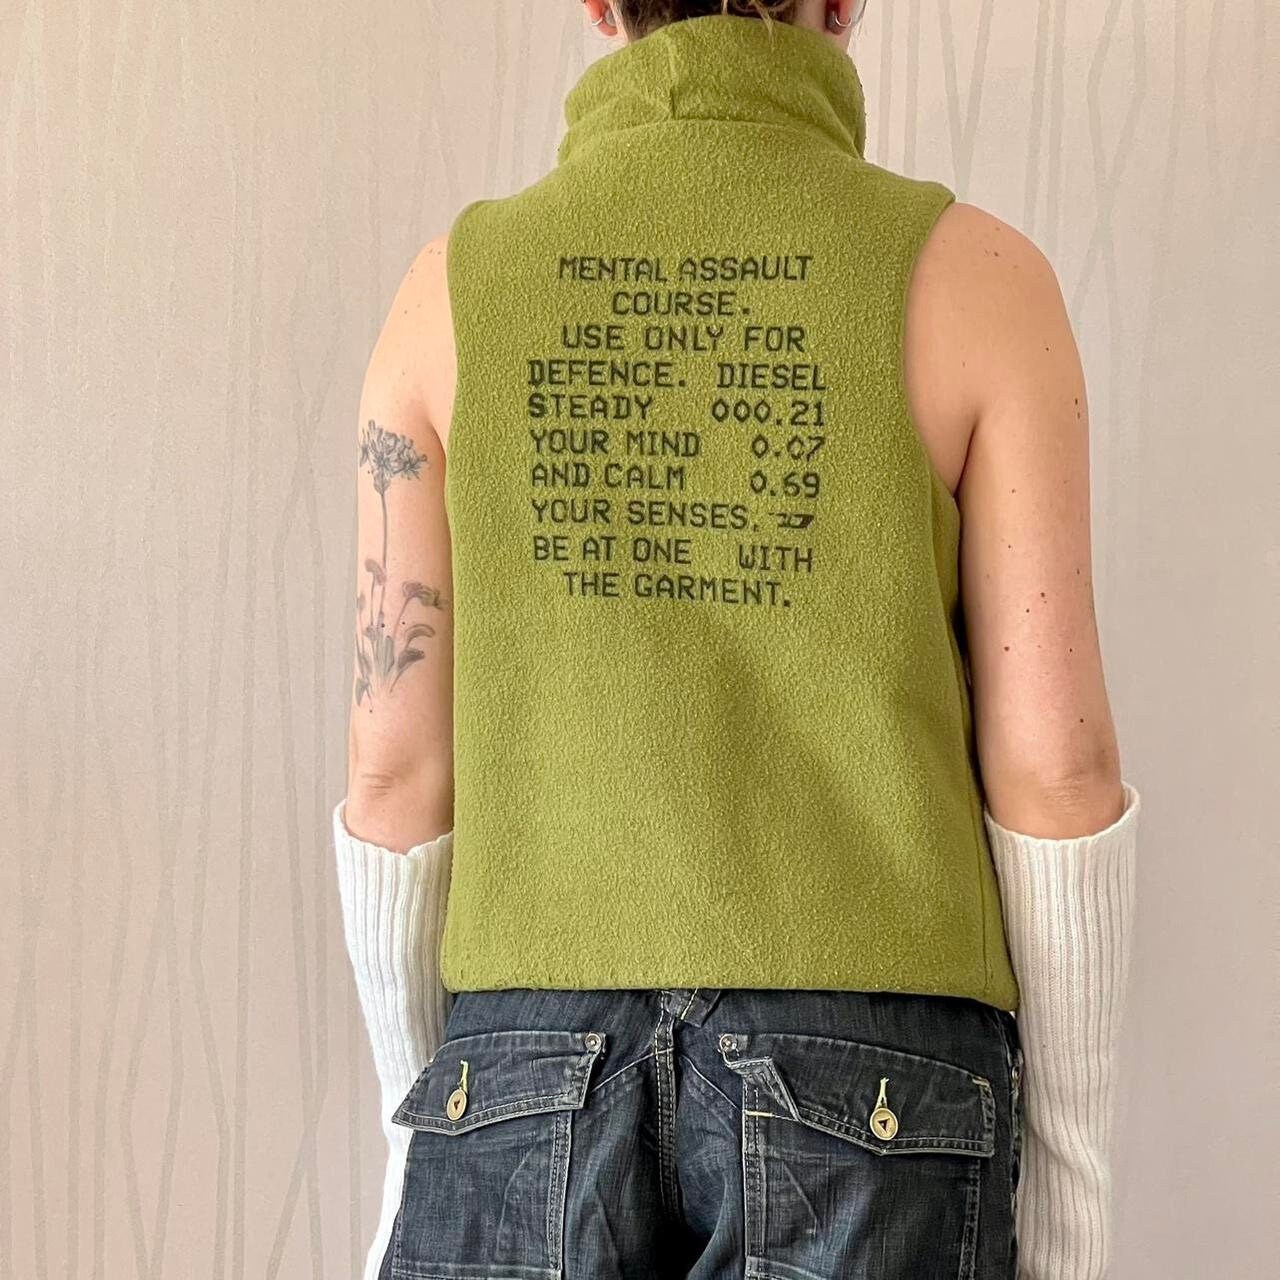 MENTAL ASSAULT
COURSE.
USE ONLY FOR
DEFENCE. DIESEL
STEADY 000.21
YOUR MIND 0.07
AND CALM 0.69
YOUR SENSES.
BE AT ONE WITH
THE GARMENT.